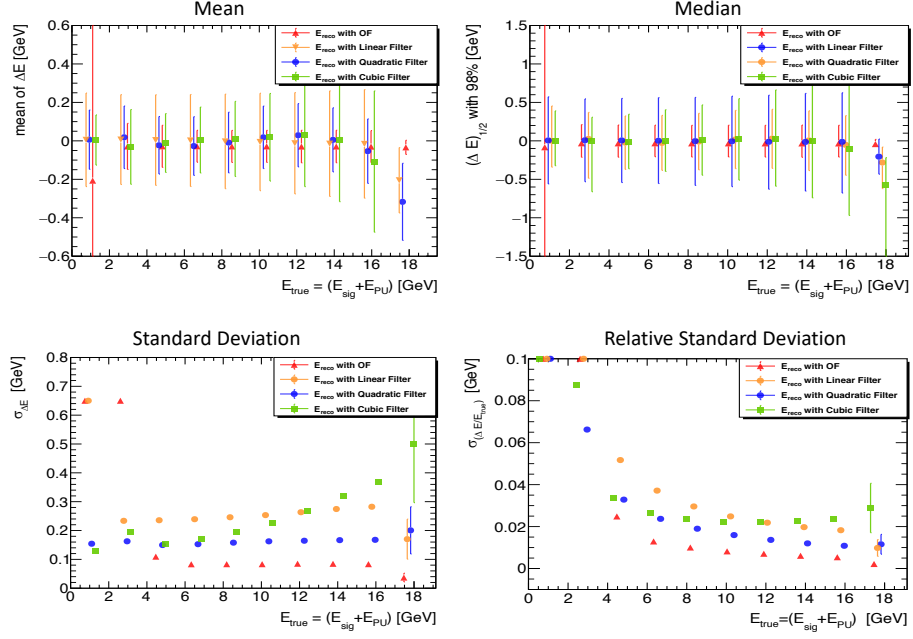 Mean
mean of ΔE [GeV]
0.6
0.4
0.2
0
−0.2
−0.4
−0.6
E_reco with OF
E_reco with Linear Filter
E_reco with Quadratic Filter
E_reco with Cubic Filter
0 2 4 6 8 10 12 14 16 18
E_true = (E_sig+E_PU) [GeV]
Median
(Δ E)_1/2 with 98% [GeV]
1.5
1
0.5
0
−0.5
−1
−1.5
E_reco with OF
E_reco with Linear Filter
E_reco with Quadratic Filter
E_reco with Cubic Filter
0 2 4 6 8 10 12 14 16 18
E_true = (E_sig+E_PU) [GeV]
Standard Deviation
σ_ΔE [GeV]
0.8
0.7
0.6
0.5
0.4
0.3
0.2
0.1
0
E_reco with OF
E_reco with Linear Filter
E_reco with Quadratic Filter
E_reco with Cubic Filter
0 2 4 6 8 10 12 14 16 18
E_true = (E_sig+E_PU) [GeV]
Relative Standard Deviation
σ_(Δ E/E_true) [GeV]
0.1
0.08
0.06
0.04
0.02
0
E_reco with OF
E_reco with Linear Filter
E_reco with Quadratic Filter
E_reco with Cubic Filter
0 2 4 6 8 10 12 14 16 18
E_true=(E_sig+E_PU) [GeV]